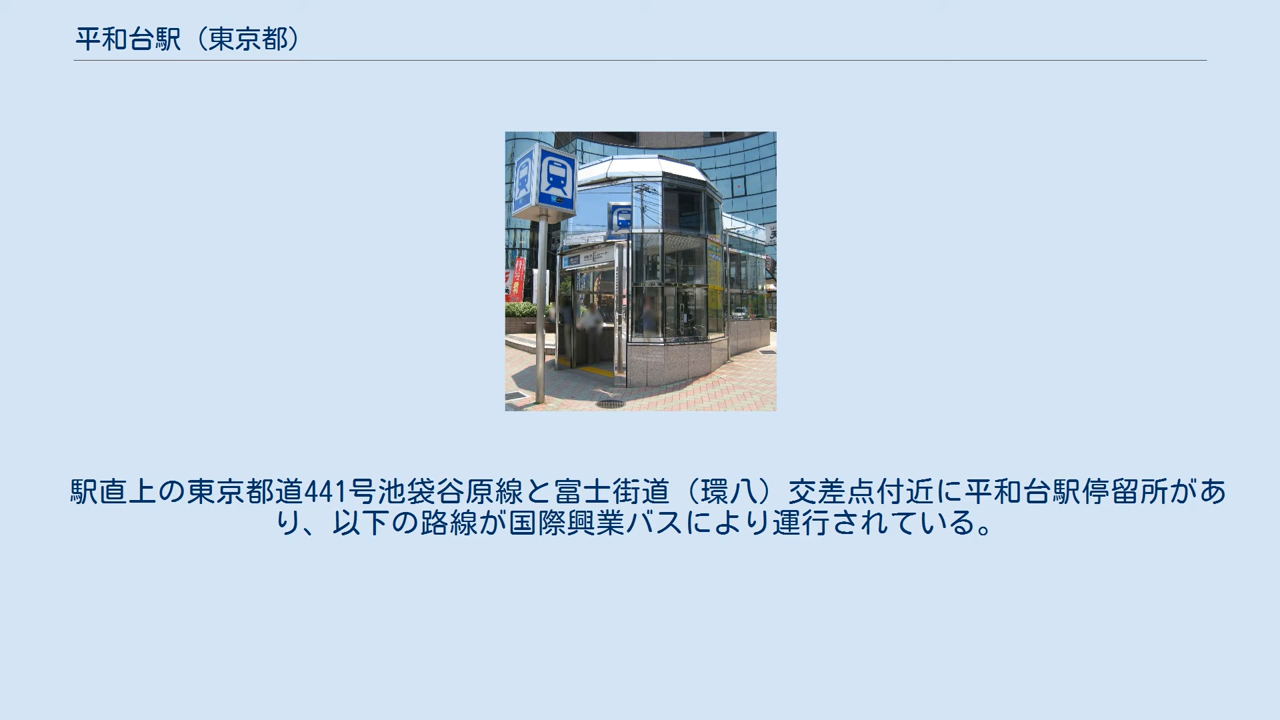 平和台駅（東京都）
駅直上の東京都道441号池袋谷原線と富士街道（環八）交差点付近に平和台駅停留所があ
り、以下の路線が国際興業バスにより運行されている。